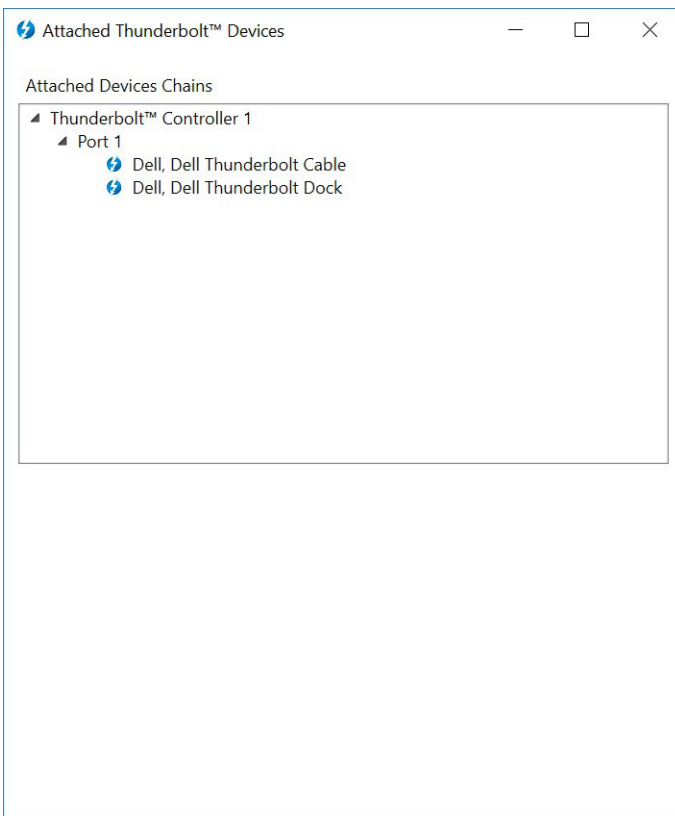 Attached Thunderbolt™ Devices
Attached Devices Chains
Thunderbolt™ Controller 1
Port 1
Dell, Dell Thunderbolt Cable
Dell, Dell Thunderbolt Dock